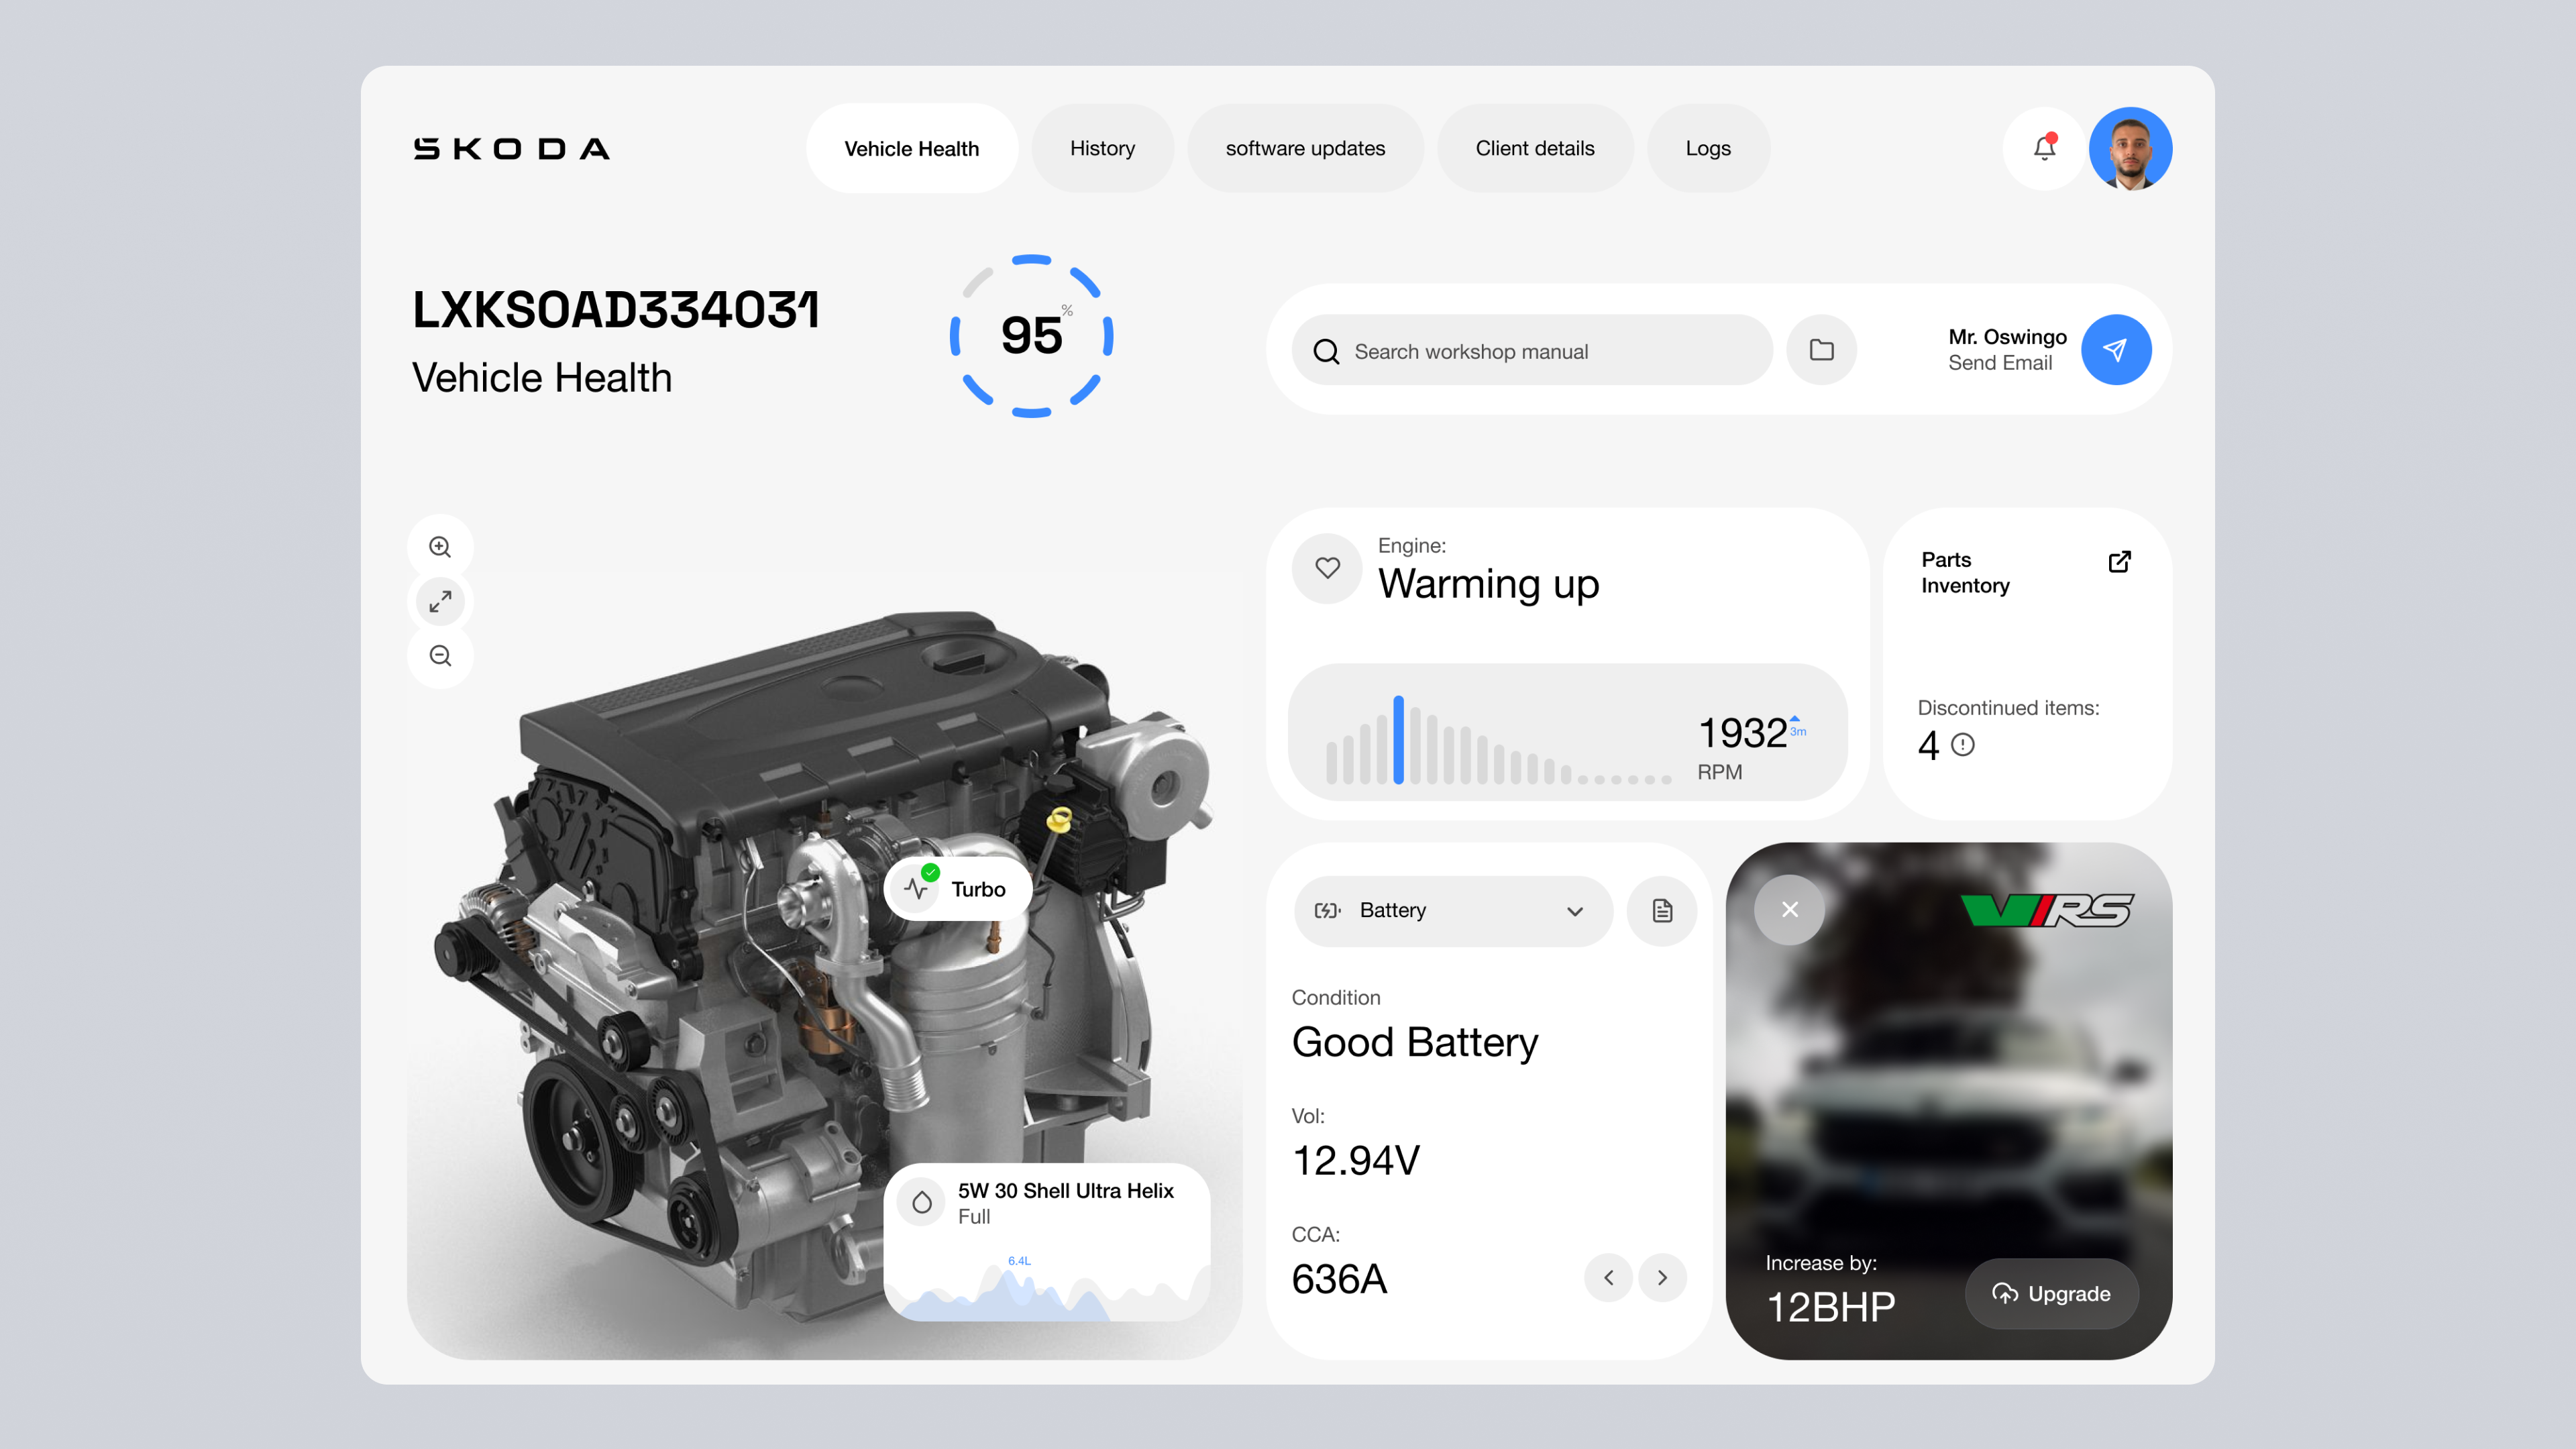 SKODA
Vehicle Health
History
software updates
Client details
Logs
LXKSOAD334031
Vehicle Health
95%
Search workshop manual
Mr. Oswingo
Send Email
Engine:
Warming up
1932
3m
RPM
Parts
Inventory
Discontinued items:
4
Turbo
5W 30 Shell Ultra Helix
Full
6.4L
Battery
Condition
Good Battery
Vol:
12.94V
CCA:
636A
VRS
Increase by:
12BHP
Upgrade